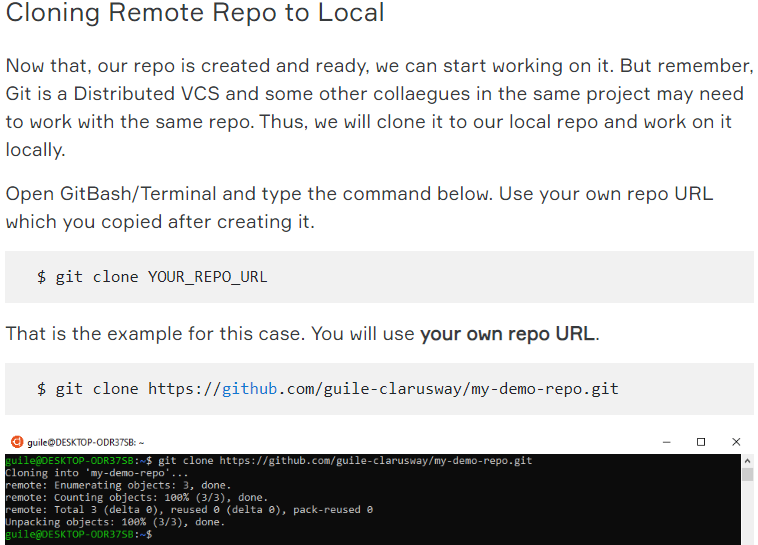 Cloning Remote Repo to Local
Now that, our repo is created and ready, we can start working on it. But remember,
Git is a Distributed VCS and some other collaegues in the same project may need
to work with the same repo. Thus, we will clone it to our local repo and work on it
locally.
Open GitBash/Terminal and type the command below. Use your own repo URL
which you copied after creating it.
$ git clone YOUR_REPO_URL
That is the example for this case. You will use your own repo URL.
$ git clone https://github.com/guile-clarusway/my-demo-repo.git
guile@DESKTOP-ODR37SB: ~
guile@DESKTOP-ODR37SB:~$ git clone https://github.com/guile-clarusway/my-demo-repo.git
Cloning into 'my-demo-repo'...
remote: Enumerating objects: 3, done.
remote: Counting objects: 100% (3/3), done.
remote: Total 3 (delta 0), reused 0 (delta 0), pack-reused 0
Unpacking objects: 100% (3/3), done.
guile@DESKTOP-ODR37SB:~$